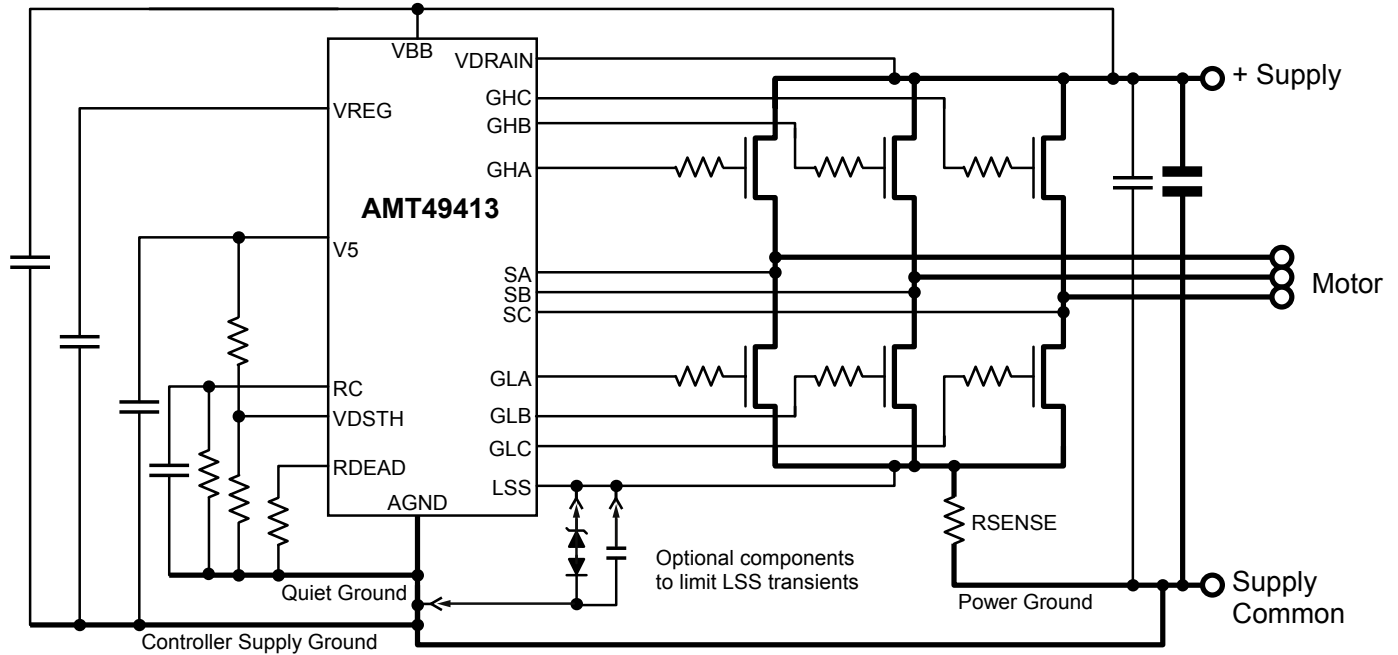 VBB
VDRAIN
+ Supply
VREG
GHC
GHB
GHA
AMT49413
V5
SA
SB
SC
Motor
RC
GLA
VDSTH
GLB
GLC
RDEAD
LSS
AGND
RSENSE
Optional components
to limit LSS transients
Quiet Ground
Power Ground
Supply
Common
Controller Supply Ground